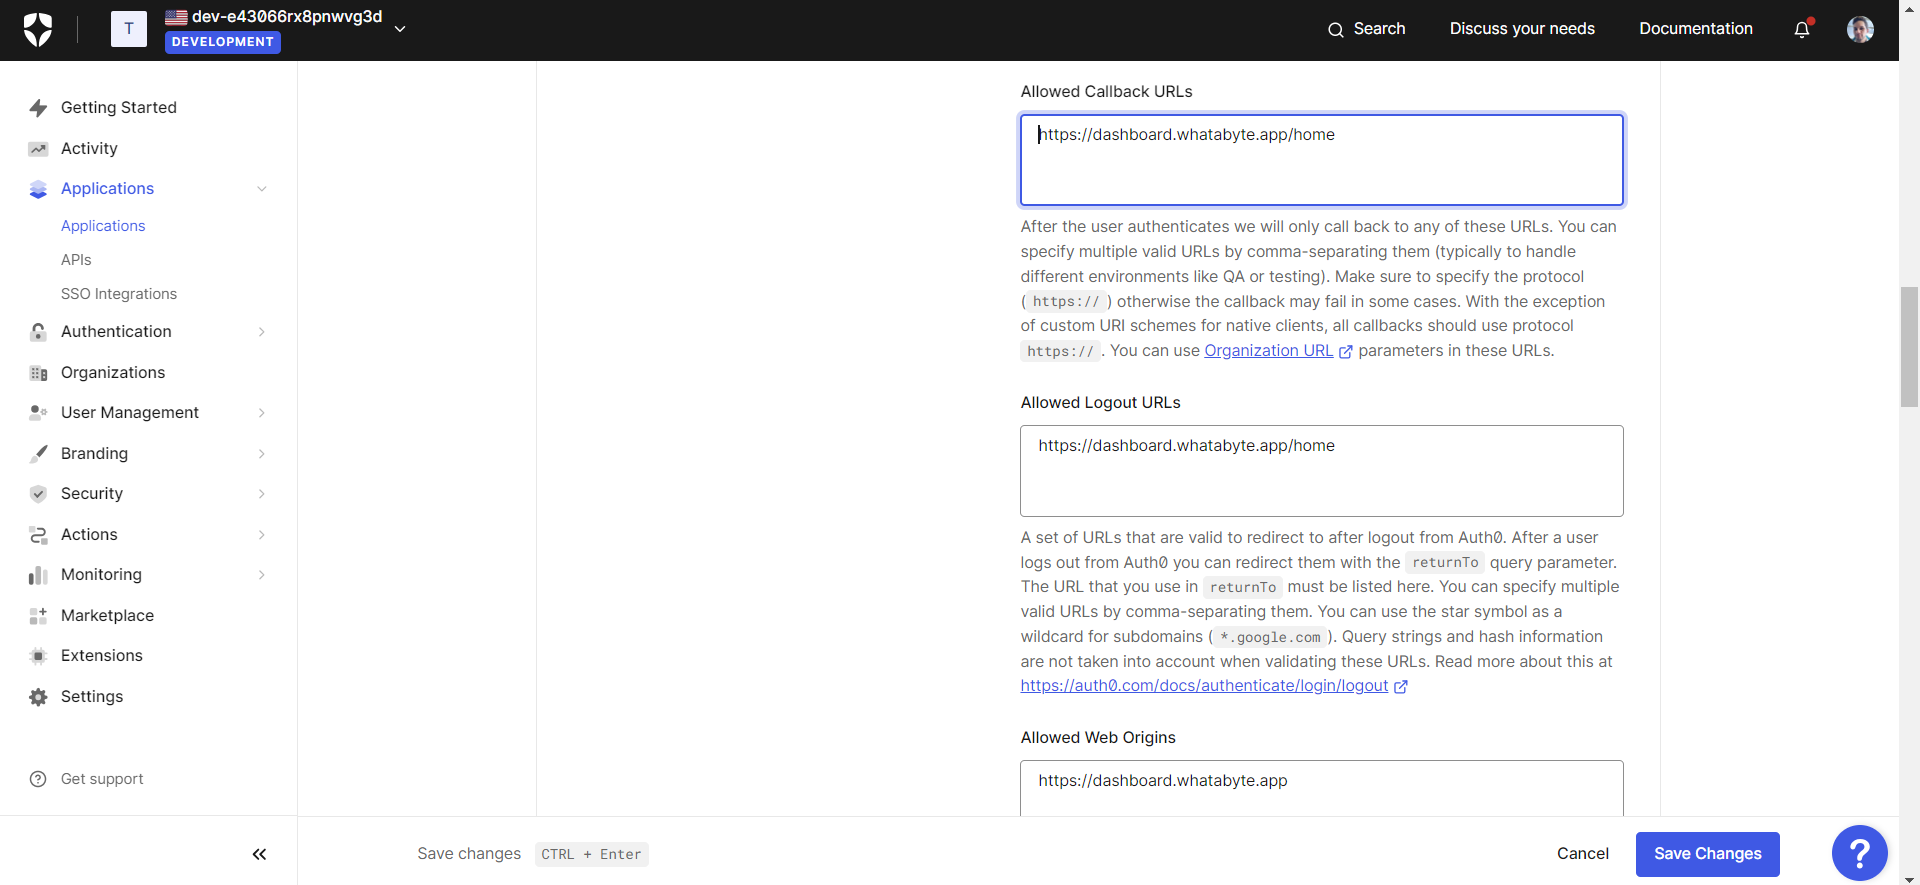 T
dev-e43066rx8pnwvg3d
DEVELOPMENT
Search
Discuss your needs
Documentation
Getting Started
Activity
Applications
Applications
APIs
SSO Integrations
Authentication
Organizations
User Management
Branding
Security
Actions
Monitoring
Marketplace
Extensions
Settings
Get support
Allowed Callback URLs
https://dashboard.whatabyte.app/home
After the user authenticates we will only call back to any of these URLs. You can
specify multiple valid URLs by comma-separating them (typically to handle
different environments like QA or testing). Make sure to specify the protocol
( https:// ) otherwise the callback may fail in some cases. With the exception
of custom URI schemes for native clients, all callbacks should use protocol
https:// . You can use Organization URL parameters in these URLs.
Allowed Logout URLs
https://dashboard.whatabyte.app/home
A set of URLs that are valid to redirect to after logout from Auth0. After a user
logs out from Auth0 you can redirect them with the returnTo query parameter.
The URL that you use in returnTo must be listed here. You can specify multiple
valid URLs by comma-separating them. You can use the star symbol as a
wildcard for subdomains ( *.google.com ). Query strings and hash information
are not taken into account when validating these URLs. Read more about this at
https://auth0.com/docs/authenticate/login/logout
Allowed Web Origins
https://dashboard.whatabyte.app
Save changes CTRL + Enter
Cancel
Save Changes
?